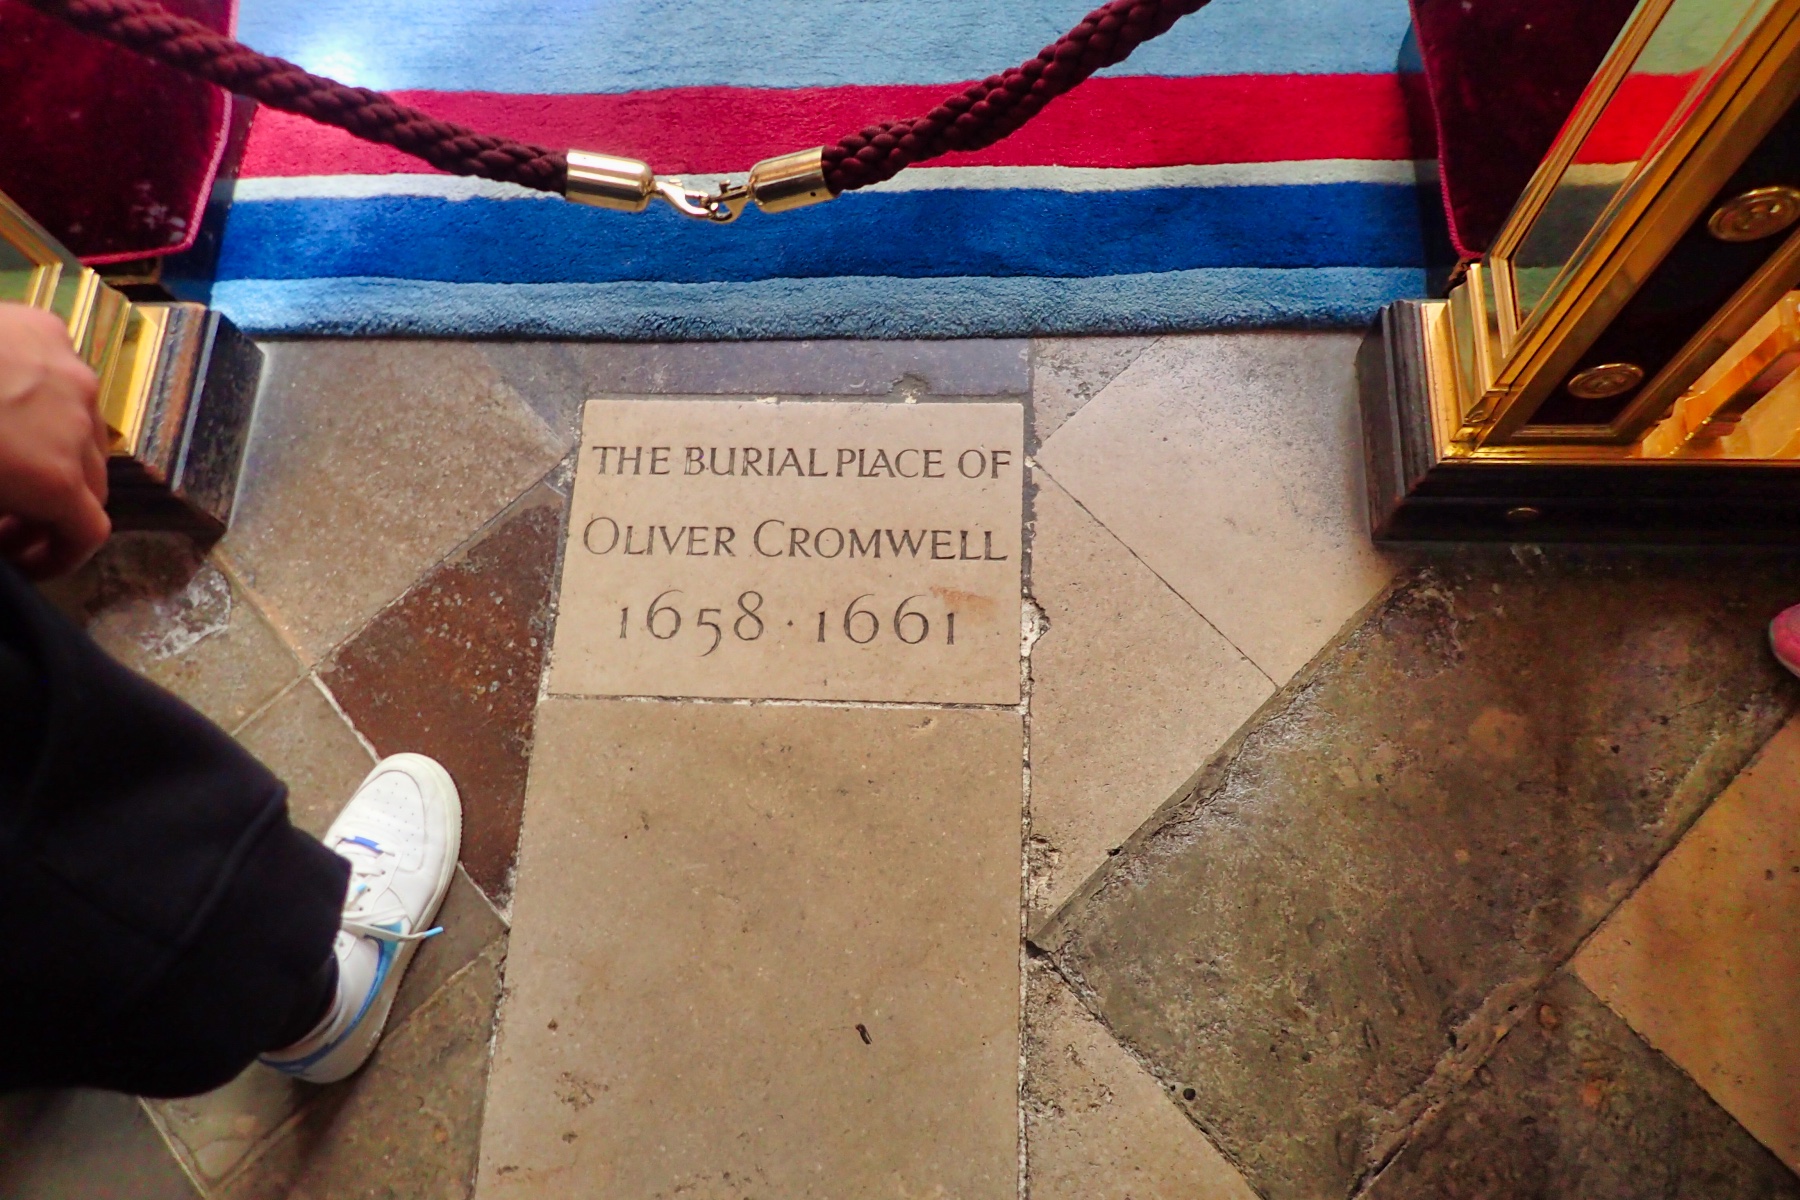 THE BURIAL PLACE OF
OLIVER CROMWELL
1658 · 1661